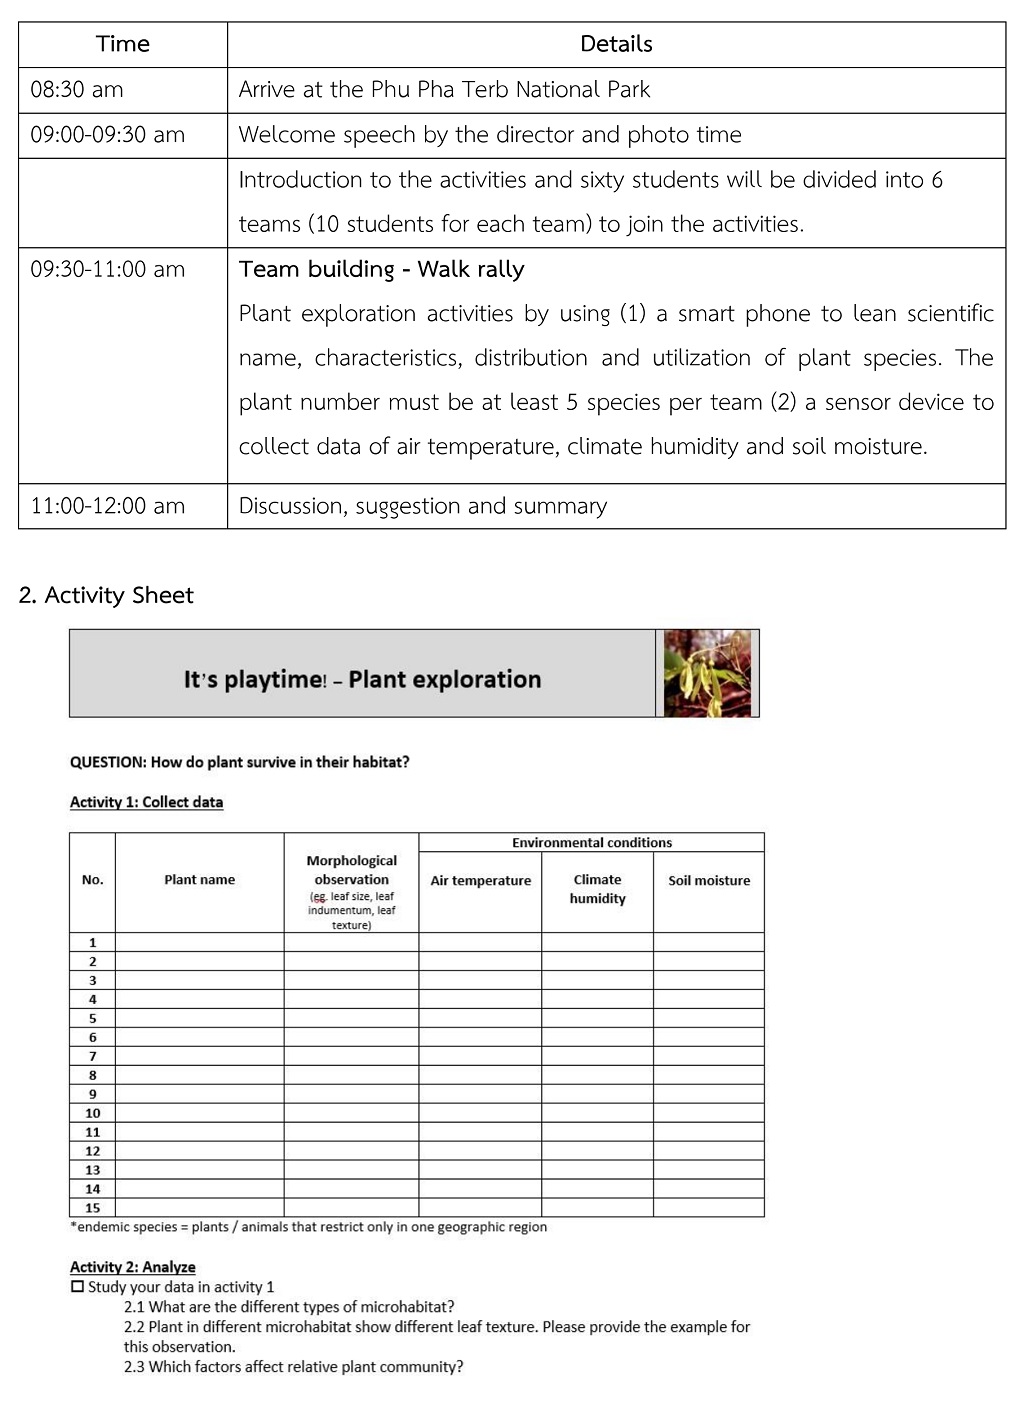 Time Details
08:30 am Arrive at the Phu Pha Terb National Park
09:00-09:30 am Welcome speech by the director and photo time
Introduction to the activities and sixty students will be divided into 6
teams (10 students for each team) to join the activities.
09:30-11:00 am Team building - Walk rally
Plant exploration activities by using (1) a smart phone to lean scientific
name, characteristics, distribution and utilization of plant species. The
plant number must be at least 5 species per team (2) a sensor device to
collect data of air temperature, climate humidity and soil moisture.
11:00-12:00 am Discussion, suggestion and summary
2. Activity Sheet
It's playtime! – Plant exploration
QUESTION: How do plant survive in their habitat?
Activity 1: Collect data
No. Plant name Morphological observation (eg. leaf size, leaf indumentum, leaf texture) Environmental conditions
Air temperature Climate humidity Soil moisture
1
2
3
4
5
6
7
8
9
10
11
12
13
14
15
*endemic species = plants / animals that restrict only in one geographic region
Activity 2: Analyze
☐ Study your data in activity 1
2.1 What are the different types of microhabitat?
2.2 Plant in different microhabitat show different leaf texture. Please provide the example for
this observation.
2.3 Which factors affect relative plant community?